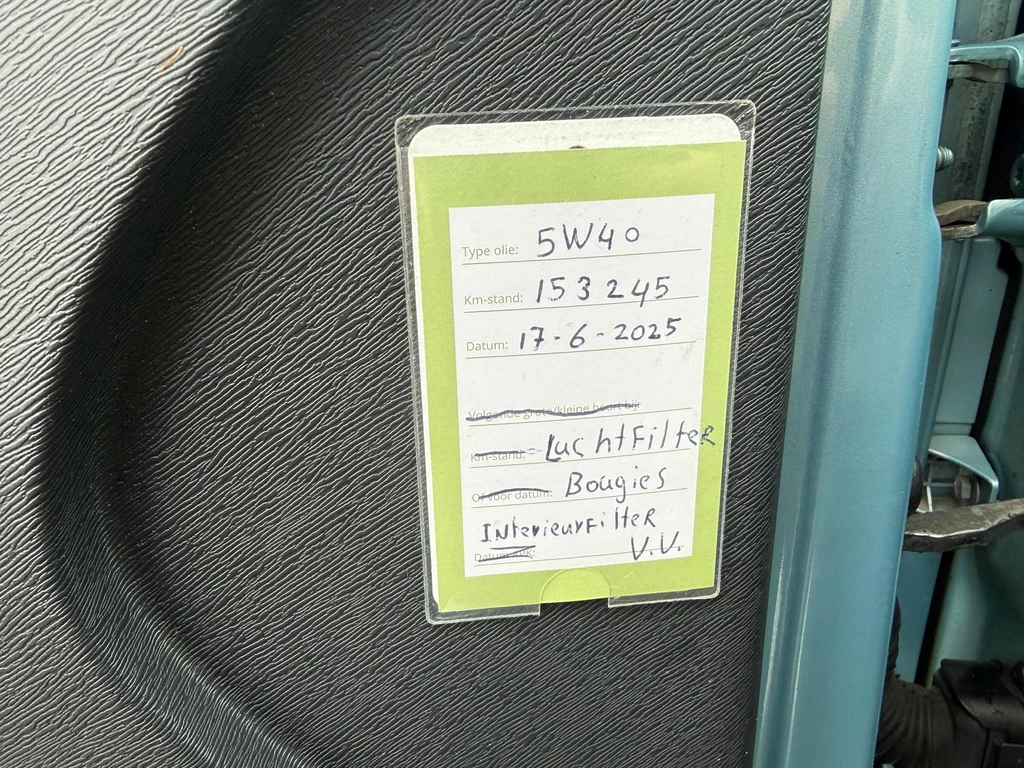 Type olie: 5W40
Km-stand: 153245
Datum: 17-6-2025
Volgende grote/kleine beurt bij:
Km-stand: LuchtFilteR
Of voor datum: Bougies
InterieurFilteR
Datum V.V.